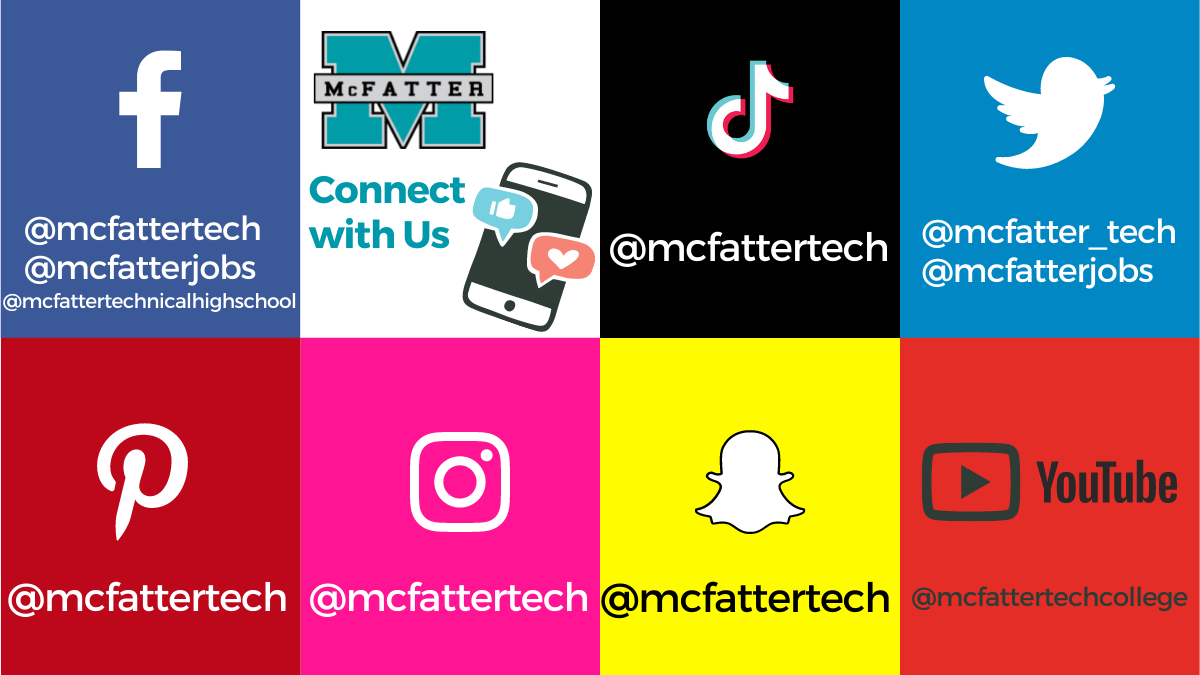 @mcfattertech
@mcfatterjobs
@mcfattertechnicalhighschool
McFATTER
Connect
with Us
@mcfattertech
@mcfatter_tech
@mcfatterjobs
@mcfattertech
@mcfattertech
@mcfattertech
YouTube
@mcfattertechcollege